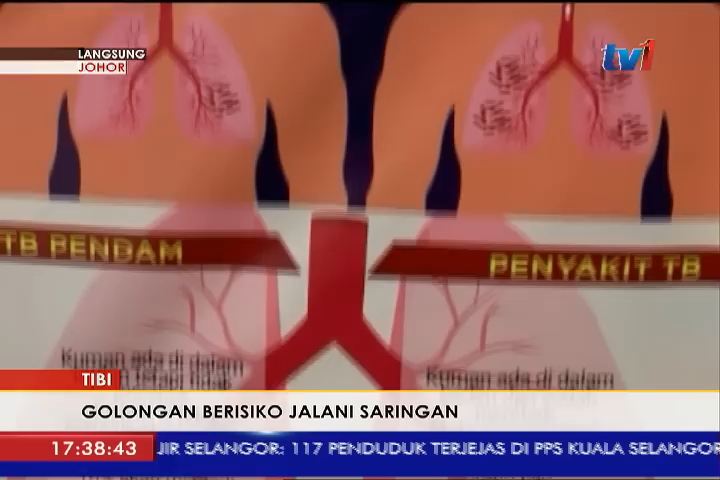 LANGSUNG
JOHOR
tv1
TB PENDAM
PENYAKIT TB
Kuman ada di dalam
Kuman ada di dalam
TIBI
GOLONGAN BERISIKO JALANI SARINGAN
17:38:43
JIR SELANGOR: 117 PENDUDUK TERJEJAS DI PPS KUALA SELANGOR